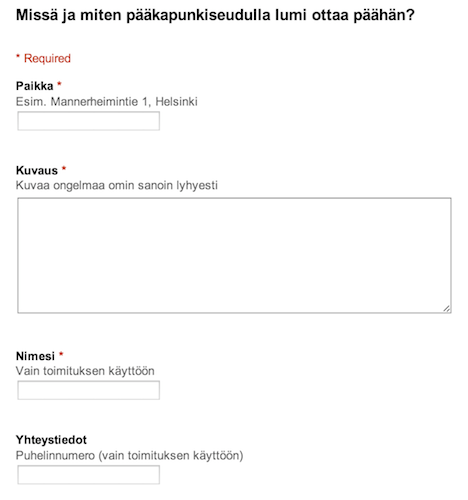 Missä ja miten pääkapunkiseudulla lumi ottaa päähän?
* Required
Paikka *
Esim. Mannerheimintie 1, Helsinki
Kuvaus *
Kuvaa ongelmaa omin sanoin lyhyesti
Nimesi *
Vain toimituksen käyttöön
Yhteystiedot
Puhelinnumero (vain toimituksen käyttöön)